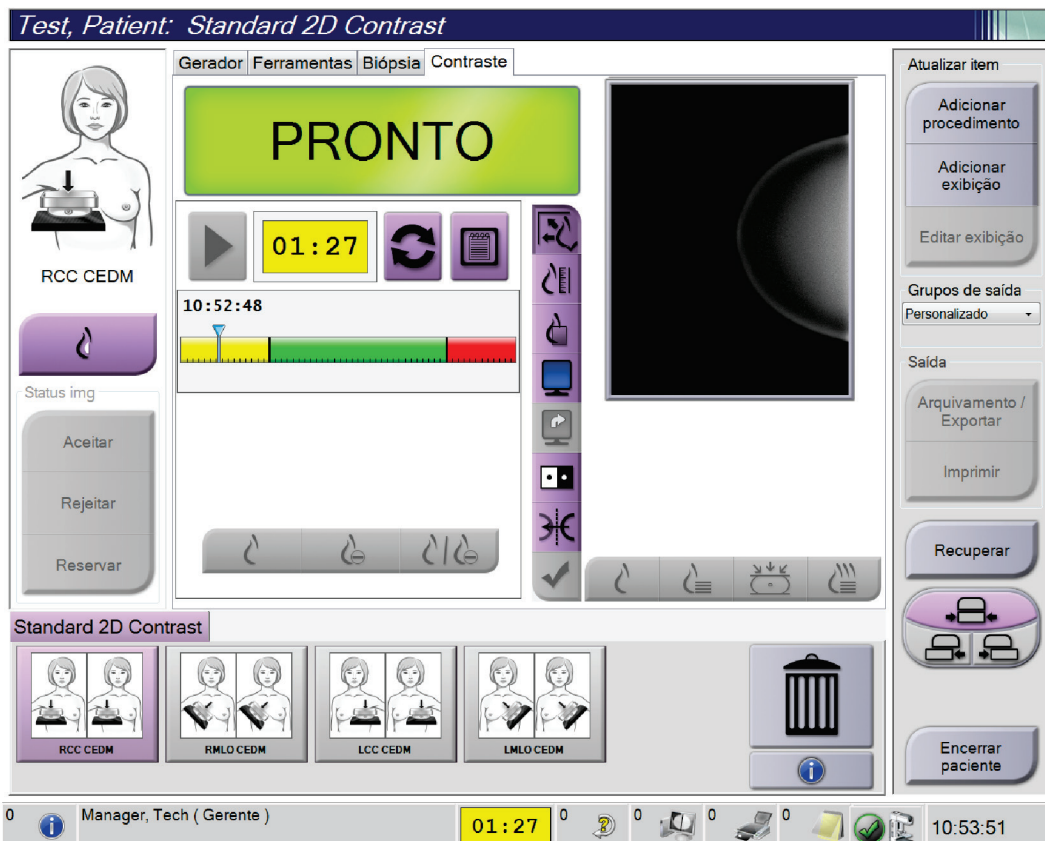 Test, Patient: Standard 2D Contrast
RCC CEDM
Status img
Aceitar
Rejeitar
Reservar
Gerador Ferramentas Biópsia Contraste
PRONTO
01:27
9999
10:52:48
Atualizar item
Adicionar
procedimento
Adicionar
exibição
Editar exibição
Grupos de saída
Personalizado
Saída
Arquivamento /
Exportar
Imprimir
Recuperar
Encerrar
paciente
Standard 2D Contrast
RCC CEDM
RMLO CEDM
LCC CEDM
LMLO CEDM
0 Manager, Tech ( Gerente ) 01:27 0 0 0 0 10:53:51